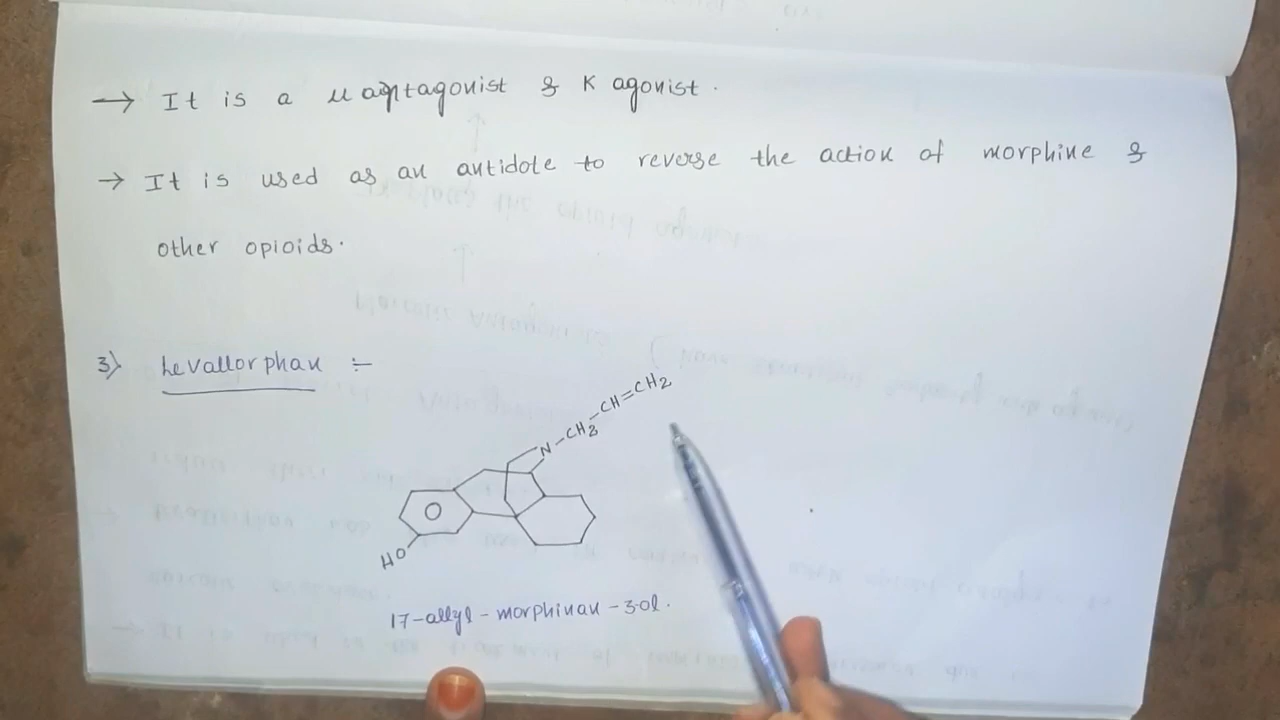 → It is a μ antagonist & K agonist.
→ It is used as an antidote to reverse the action of morphine &
other opioids.
3) Levallorphan :-
N-CH2-CH=CH2
HO
17-allyl-morphinan-3-ol.